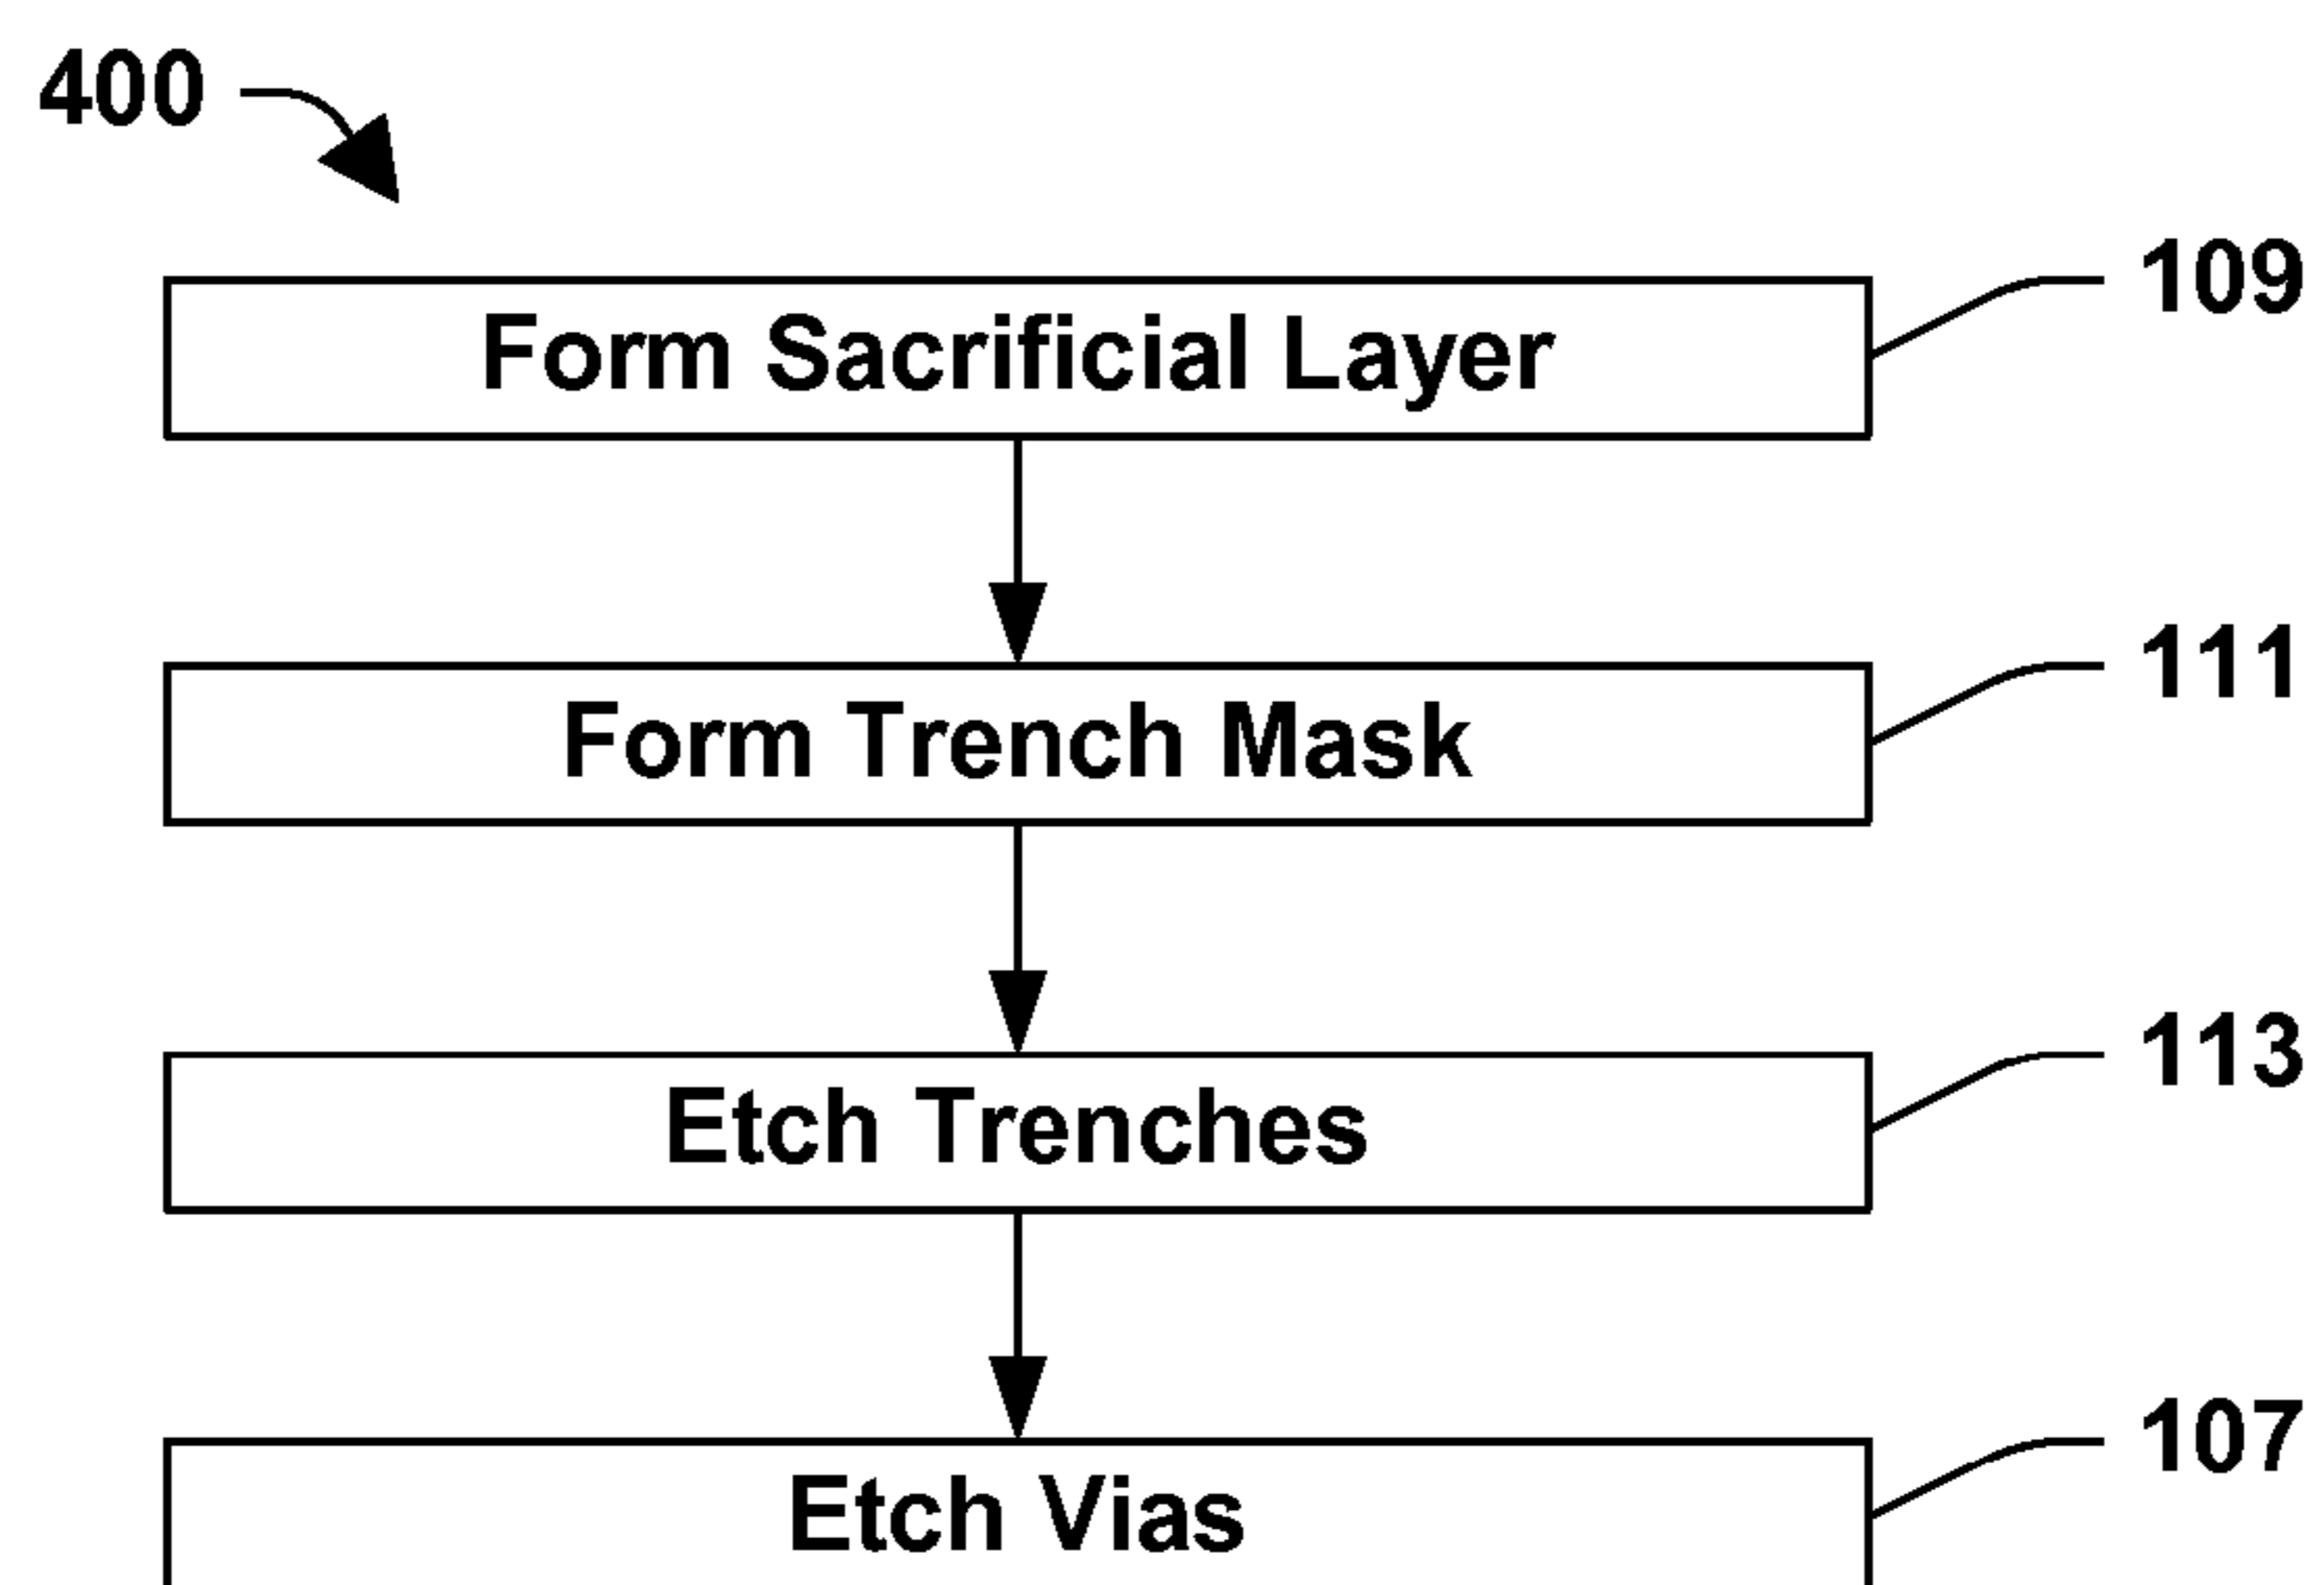 400
109
Form Sacrificial Layer
111
Form Trench Mask
113
Etch Trenches
107
Etch Vias